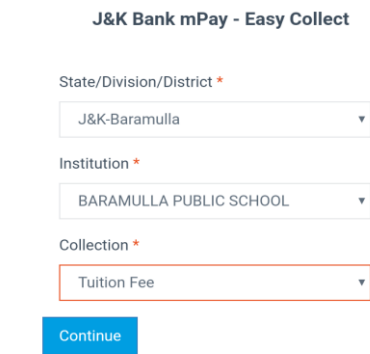 J&K Bank mPay - Easy Collect
State/Division/District *
J&K-Baramulla
Institution *
BARAMULLA PUBLIC SCHOOL
Collection *
Tuition Fee
Continue